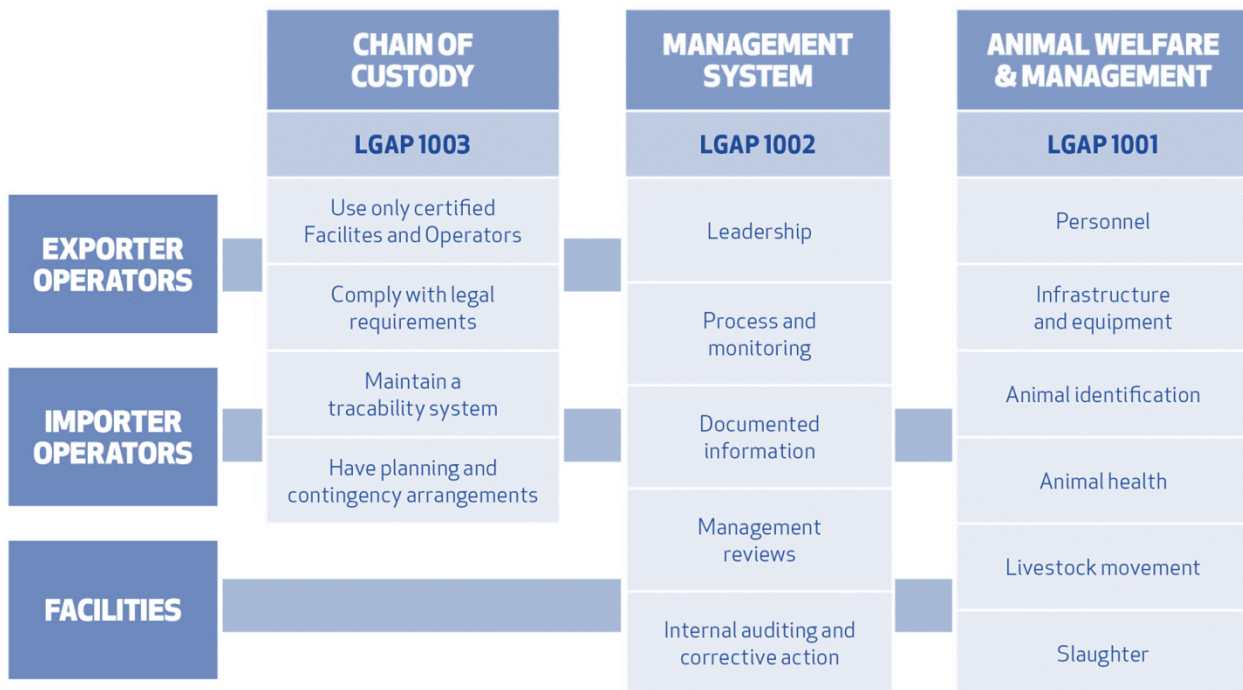 CHAIN OF
CUSTODY
MANAGEMENT
SYSTEM
ANIMAL WELFARE
& MANAGEMENT
LGAP 1003
LGAP 1002
LGAP 1001
EXPORTER
OPERATORS
IMPORTER
OPERATORS
FACILITIES
Use only certified
Facilites and Operators
Comply with legal
requirements
Maintain a
tracability system
Have planning and
contingency arrangements
Leadership
Process and
monitoring
Documented
information
Management
reviews
Internal auditing and
corrective action
Personnel
Infrastructure
and equipment
Animal identification
Animal health
Livestock movement
Slaughter